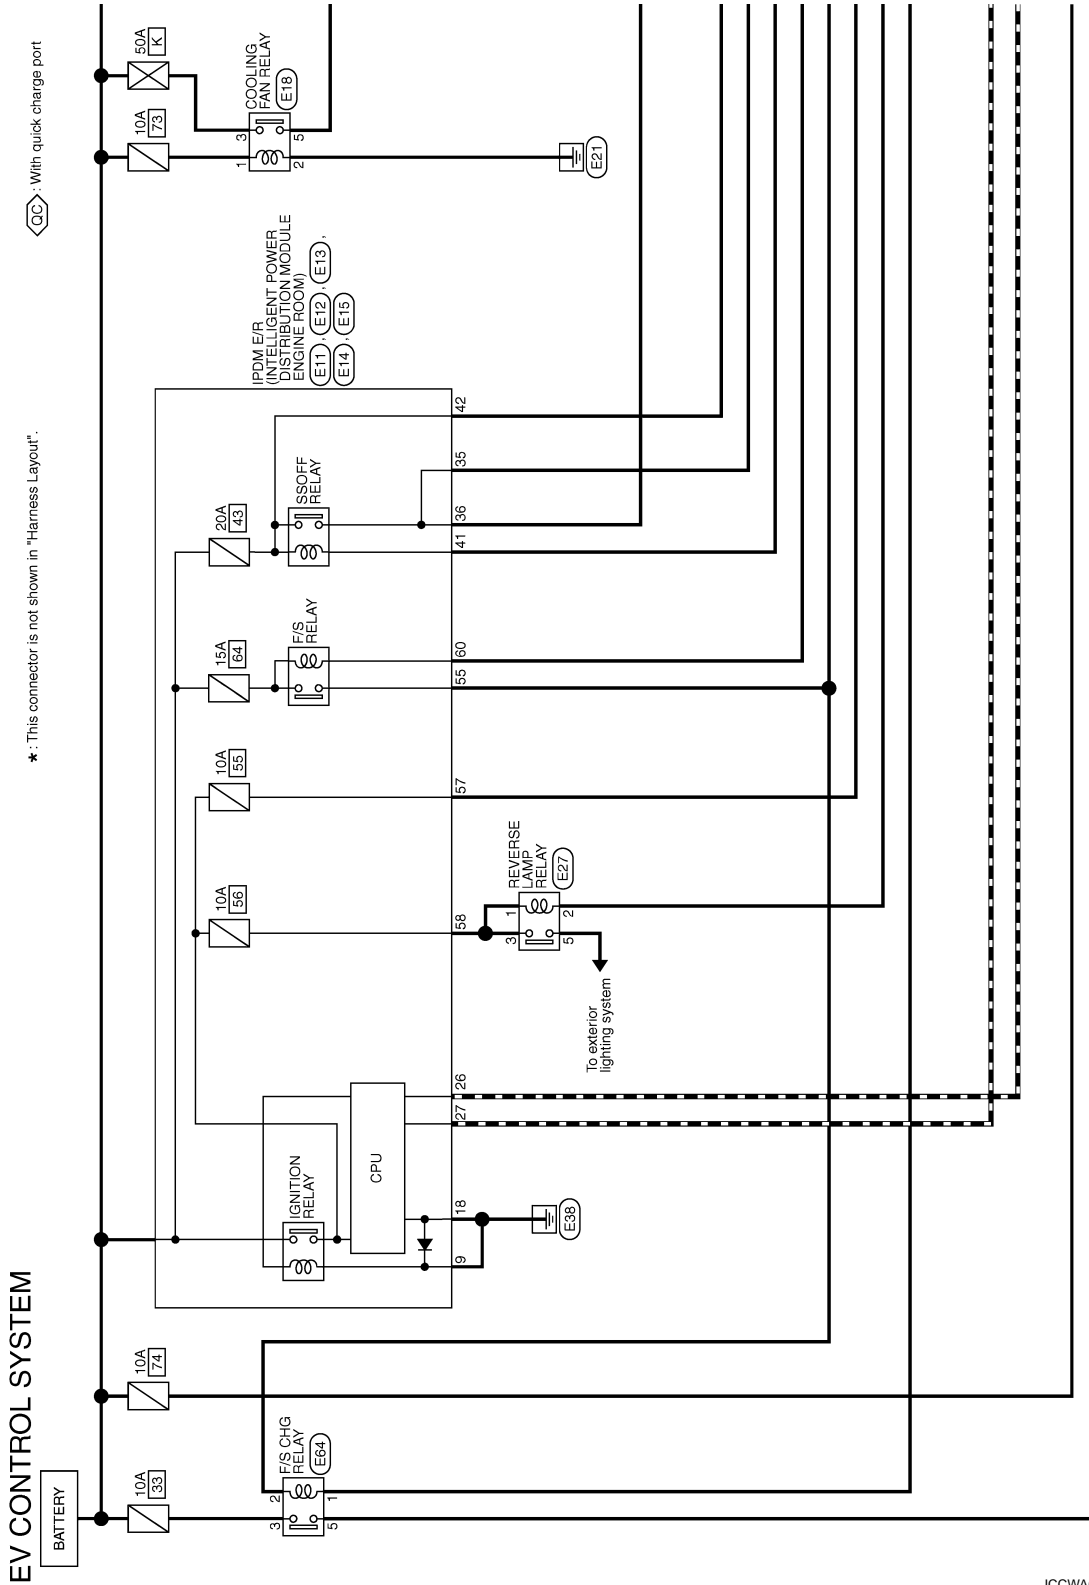 EV CONTROL SYSTEM
BATTERY
* : This connector is not shown in "Harness Layout".
QC : With quick charge port
10A
33
10A
74
10A
73
50A
K
F/S CHG
RELAY
E64
3
2
5
1
IGNITION
RELAY
CPU
9
18
E38
27
26
10A
56
10A
55
15A
64
20A
43
F/S
RELAY
SSOFF
RELAY
58
57
55
60
41
36
35
42
IPDM E/R
(INTELLIGENT POWER
DISTRIBUTION MODULE
ENGINE ROOM)
E11 , E12 , E13 ,
E14 , E15
REVERSE
LAMP
RELAY
E27
3
1
5
2
To exterior
lighting system
COOLING
FAN RELAY
E18
1
3
2
5
E21